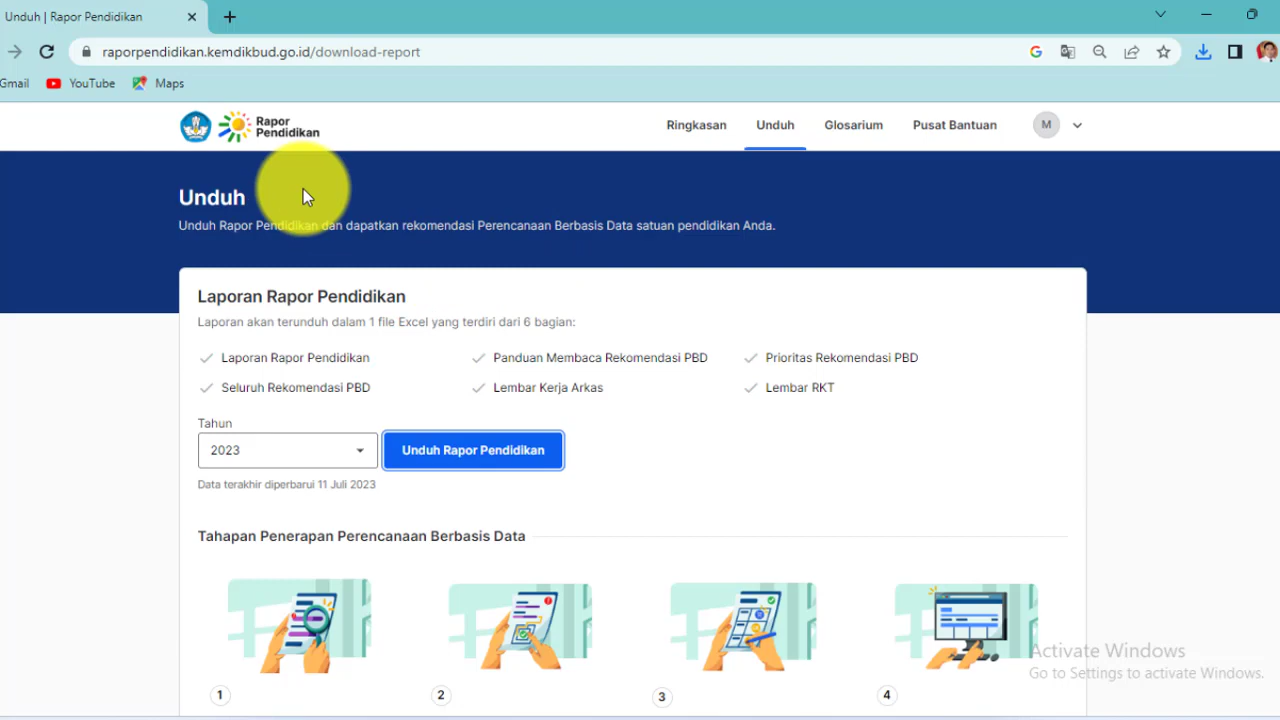 Unduh | Rapor Pendidikan
raporpendidikan.kemdikbud.go.id/download-report
Gmail YouTube Maps
Rapor
Pendidikan
Ringkasan Unduh Glosarium Pusat Bantuan M
Unduh
Unduh Rapor Pendidikan dan dapatkan rekomendasi Perencanaan Berbasis Data satuan pendidikan Anda.
Laporan Rapor Pendidikan
Laporan akan terunduh dalam 1 file Excel yang terdiri dari 6 bagian:
Laporan Rapor Pendidikan Panduan Membaca Rekomendasi PBD Prioritas Rekomendasi PBD
Seluruh Rekomendasi PBD Lembar Kerja Arkas Lembar RKT
Tahun
2023 Unduh Rapor Pendidikan
Data terakhir diperbarui 11 Juli 2023
Tahapan Penerapan Perencanaan Berbasis Data
1 2 3 4
Activate Windows
Go to Settings to activate Windows.